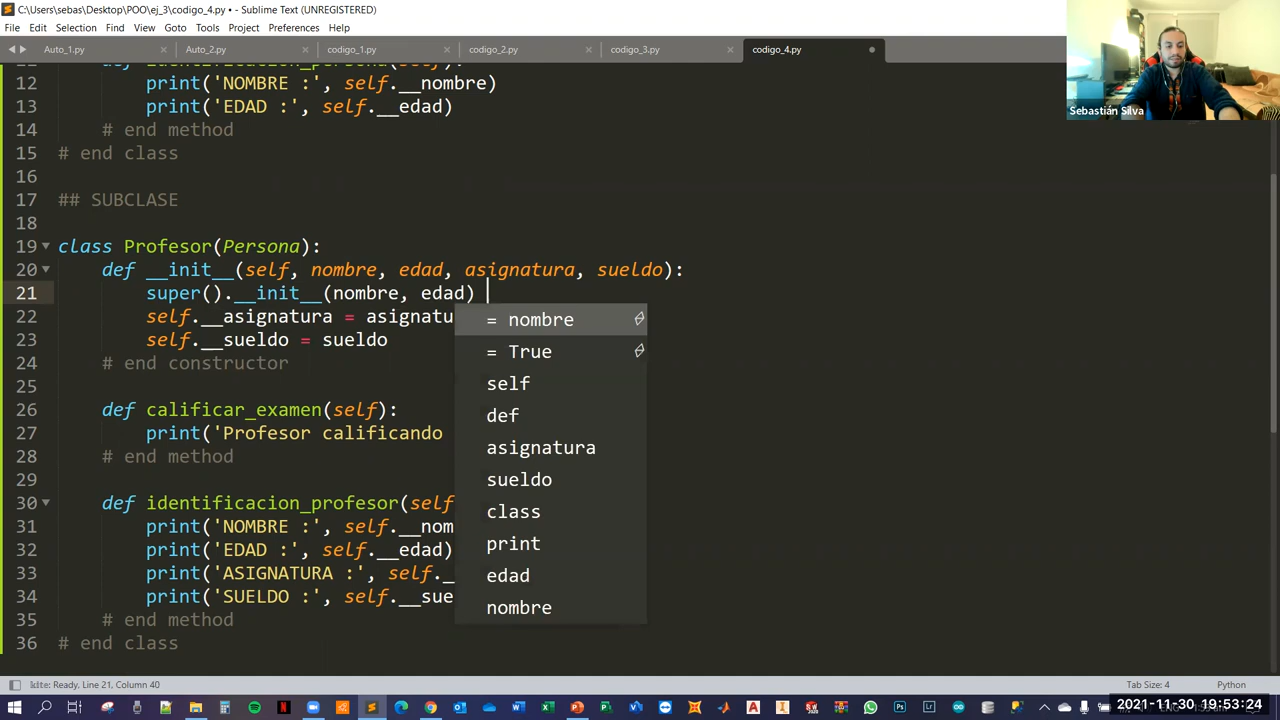 C:\Users\sebas\Desktop\POO\ej_3\codigo_4.py • - Sublime Text (UNREGISTERED)
File Edit Selection Find View Goto Tools Project Preferences Help
Auto_1.py Auto_2.py codigo_1.py codigo_2.py codigo_3.py codigo_4.py
Sebastián Silva
12 print('NOMBRE :', self.__nombre)
13 print('EDAD :', self.__edad)
14 # end method
15 # end class
16
17 ## SUBCLASE
18
19 class Profesor(Persona):
20 def __init__(self, nombre, edad, asignatura, sueldo):
21 super().__init__(nombre, edad)
22 self.__asignatura = asignatu
23 self.__sueldo = sueldo
24 # end constructor
25
26 def calificar_examen(self):
27 print('Profesor calificando
28 # end method
29
30 def identificacion_profesor(self
31 print('NOMBRE :', self.__nom
32 print('EDAD :', self.__edad)
33 print('ASIGNATURA :', self._
34 print('SUELDO :', self.__sue
35 # end method
36 # end class
= nombre
= True
self
def
asignatura
sueldo
class
print
edad
nombre
Ready, Line 21, Column 40
Tab Size: 4
Python
2021-11-30 19:53:24